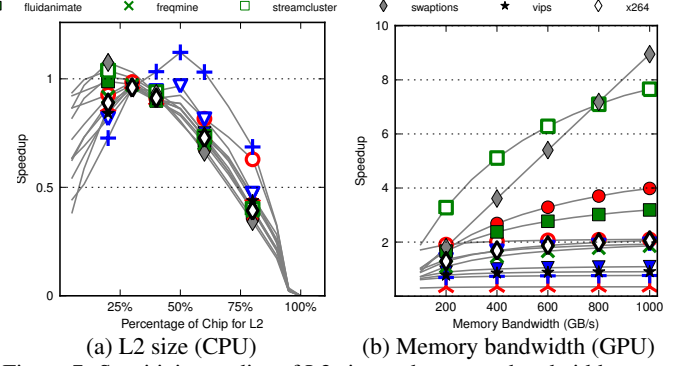 fluidanimate freqmine streamcluster
swaptions vips x264
Speedup
1
0.5
0
25% 50% 75% 100%
Percentage of Chip for L2
(a) L2 size (CPU)
Speedup
10
8
6
4
2
200 400 600 800 1000
Memory Bandwidth (GB/s)
(b) Memory bandwidth (GPU)